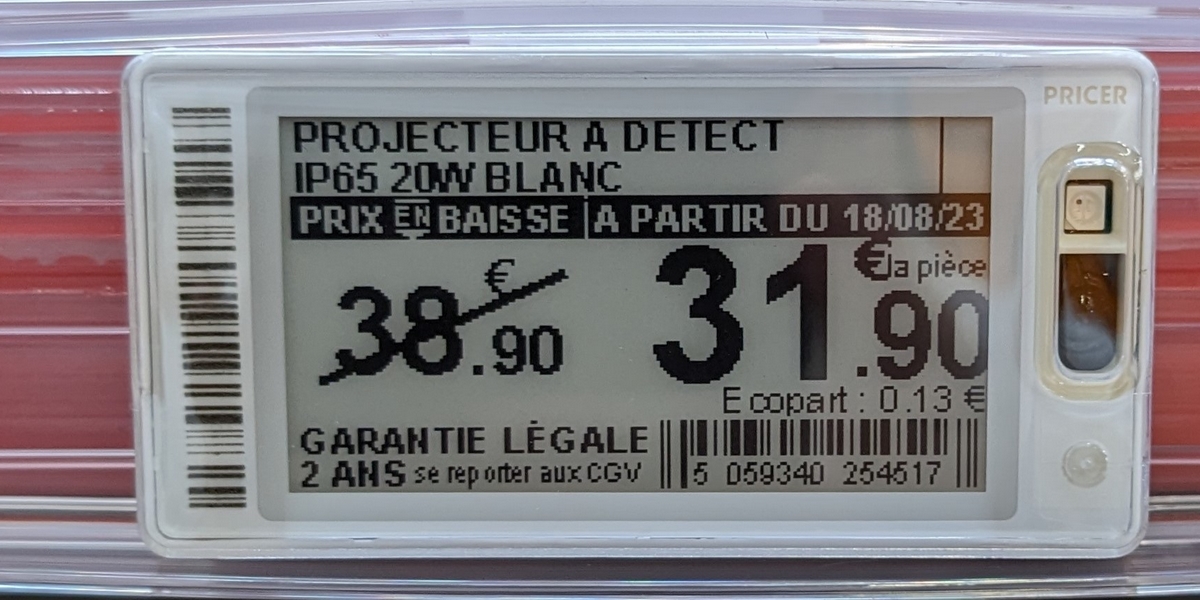 PRICER
PROJECTEUR A DETECT
IP65 20W BLANC
PRIX EN BAISSE A PARTIR DU 18/08/23
38€.90
31€.90 la pièce
Ecopart : 0.13 €
GARANTIE LÉGALE
2 ANS se reporter aux CGV
5 059340 254517